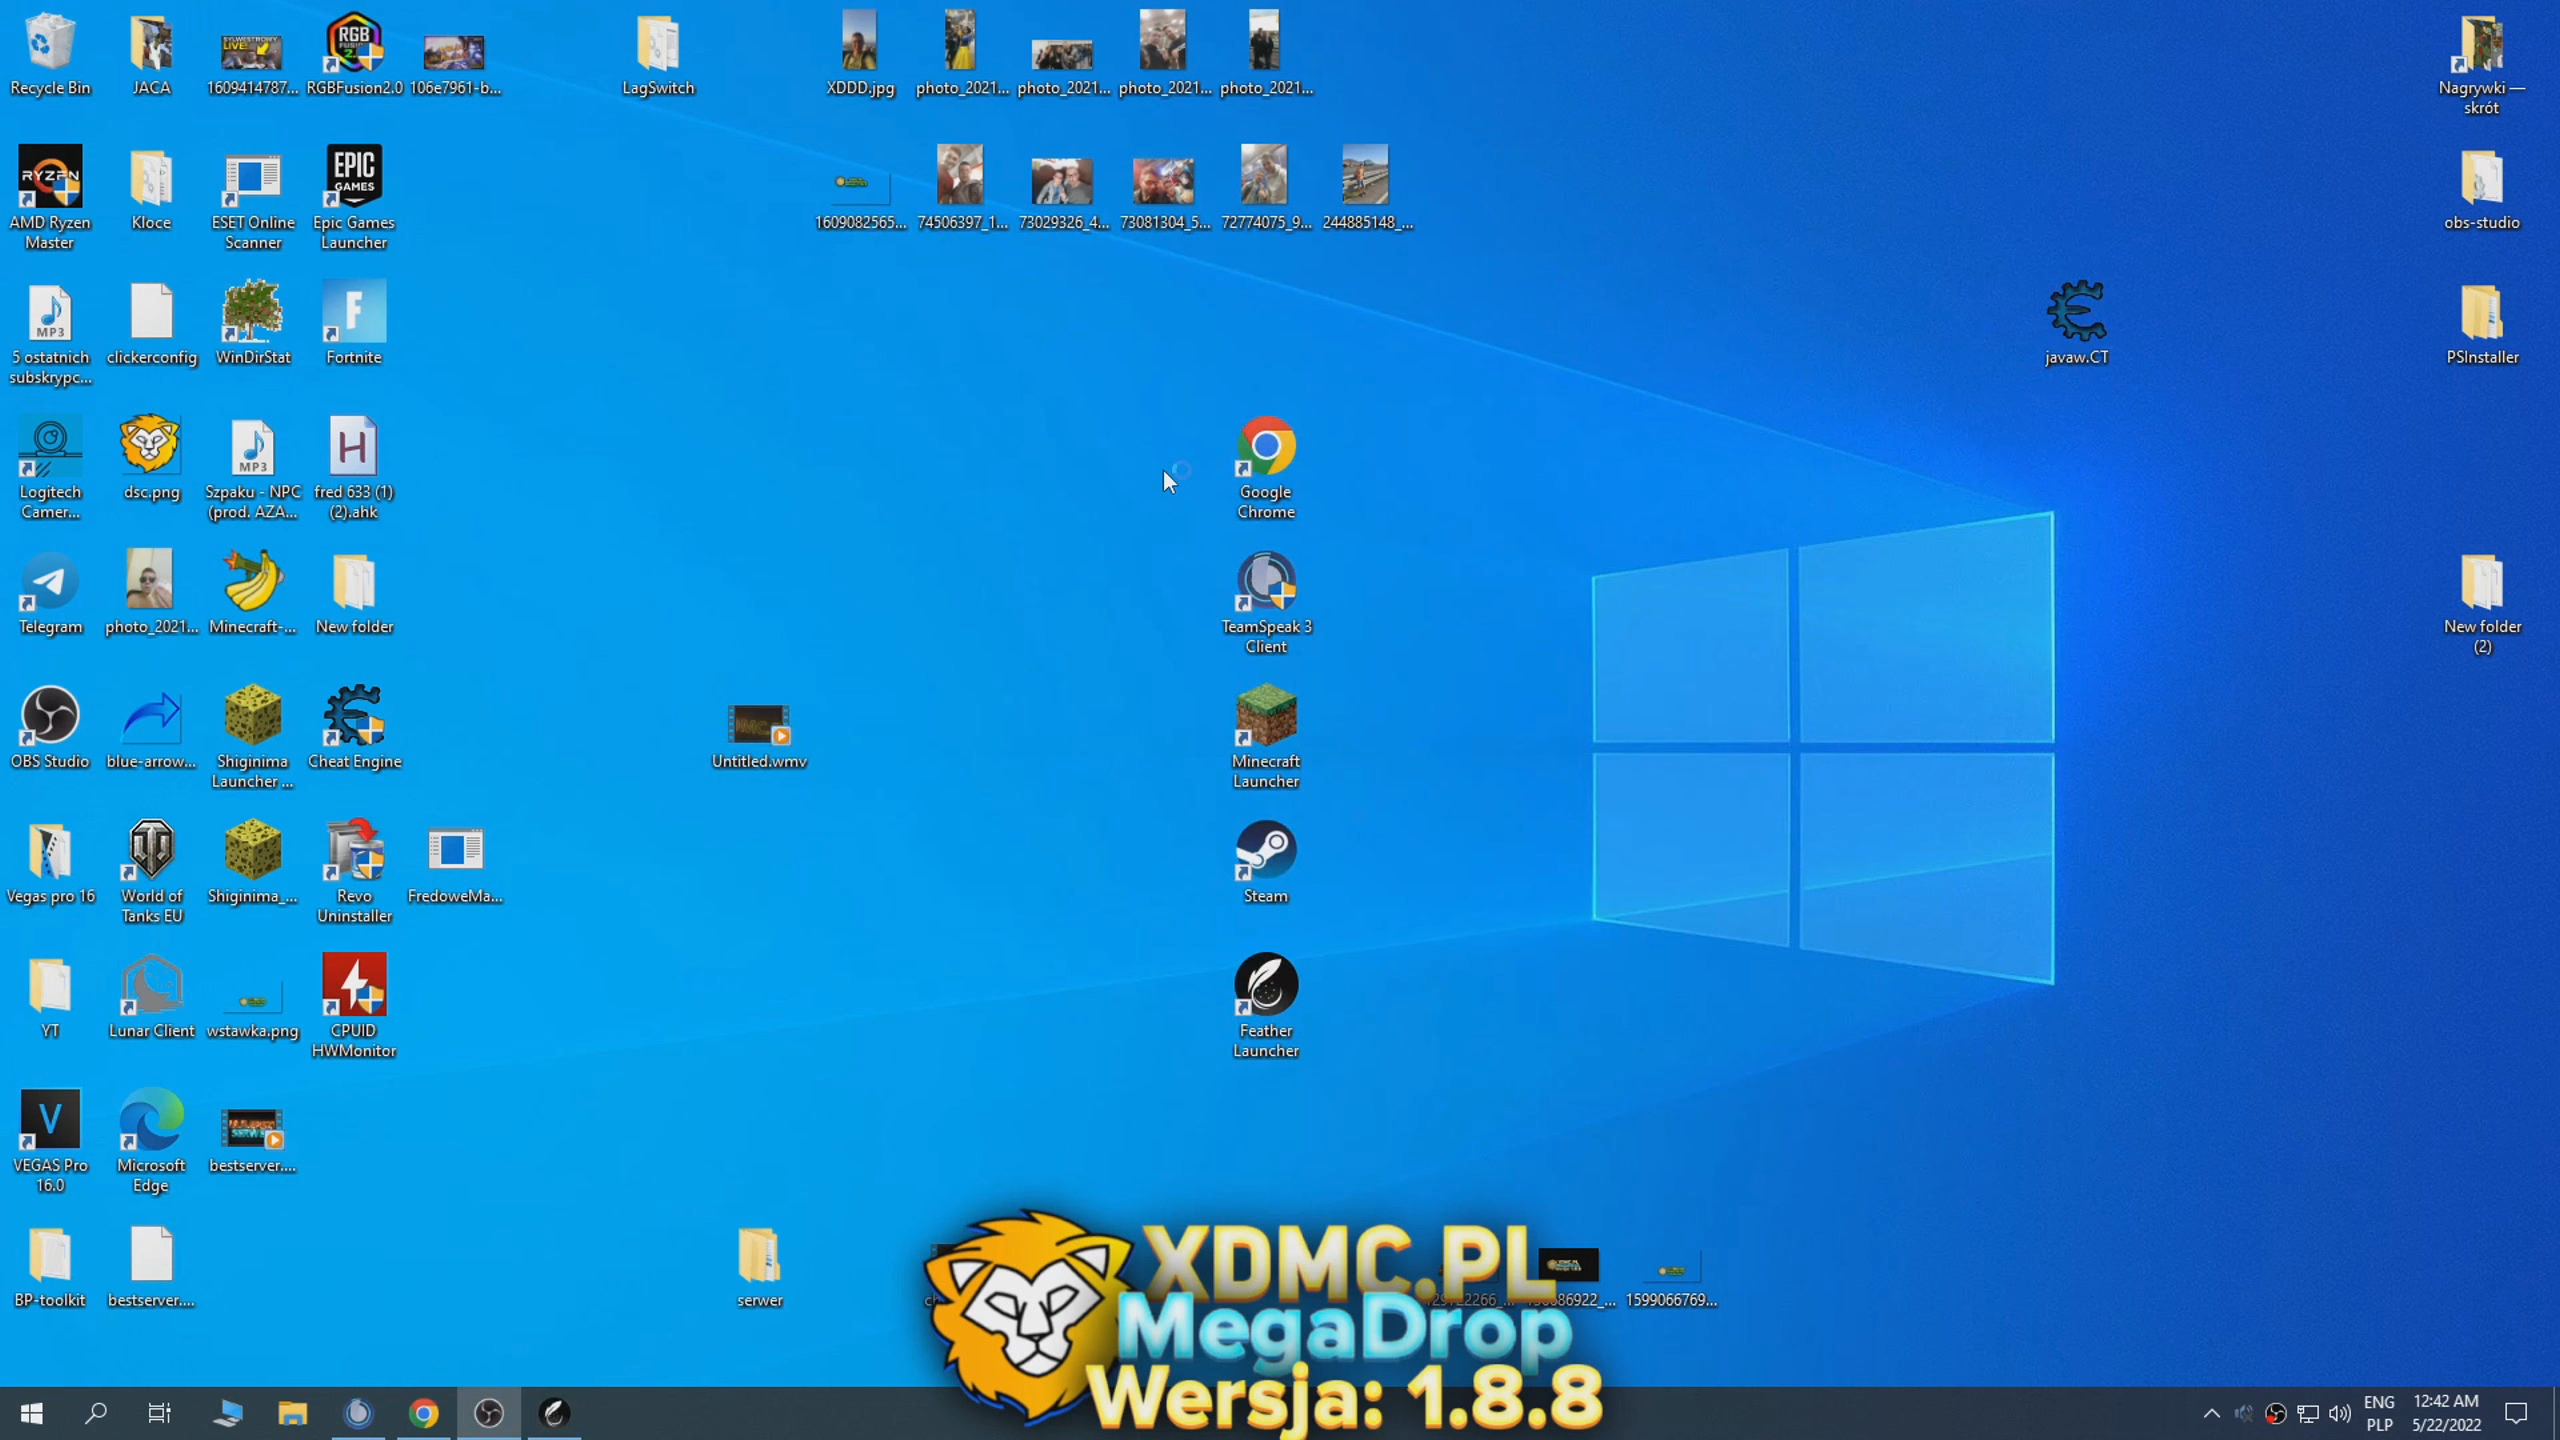 Recycle Bin
JACA
1609414787...
RGBFusion2.0
106e7961-b...
LagSwitch
XDDD.jpg
photo_2021...
photo_2021...
photo_2021...
photo_2021...
Nagrywki —
skrót
AMD Ryzen
Master
Kloce
ESET Online
Scanner
Epic Games
Launcher
1609082565...
74506397_1...
73029326_4...
73081304_5...
72774075_9...
244885148_...
obs-studio
5 ostatnich
subskrypc...
clickerconfig
WinDirStat
Fortnite
javaw.CT
PSInstaller
Logitech
Camer...
dsc.png
Szpaku - NPC
(prod. AZA...
fred 633 (1)
(2).ahk
Google
Chrome
Telegram
photo_2021...
Minecraft-...
New folder
TeamSpeak 3
Client
New folder
(2)
OBS Studio
blue-arrow...
Shiginima
Launcher ...
Cheat Engine
Untitled.wmv
Minecraft
Launcher
Vegas pro 16
World of
Tanks EU
Shiginima_...
Revo
Uninstaller
FredoweMa...
Steam
YT
Lunar Client
wstawka.png
CPUID
HWMonitor
Feather
Launcher
VEGAS Pro
16.0
Microsoft
Edge
bestserver....
BP-toolkit
bestserver....
serwer
1599066769...
XDMC.PL
MegaDrop
Wersja: 1.8.8
ENG
PLP
12:42 AM
5/22/2022
RGB
RYZEN
EPIC
GAMES
MP3
MP3